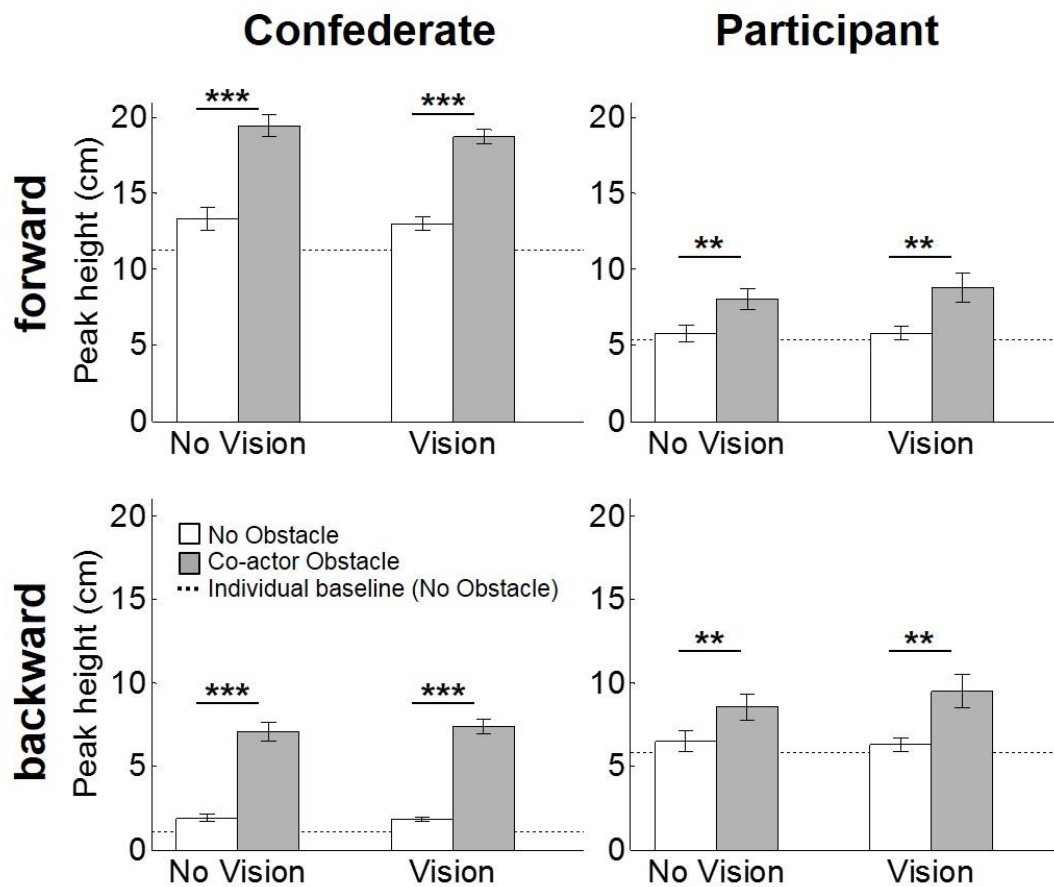 Confederate
Participant
forward
Peak height (cm)
20
15
10
5
0
***
***
No Vision
Vision
20
15
10
5
0
**
**
No Vision
Vision
backward
Peak height (cm)
20
15
10
5
0
No Obstacle
Co-actor Obstacle
Individual baseline (No Obstacle)
***
***
No Vision
Vision
20
15
10
5
0
**
**
No Vision
Vision